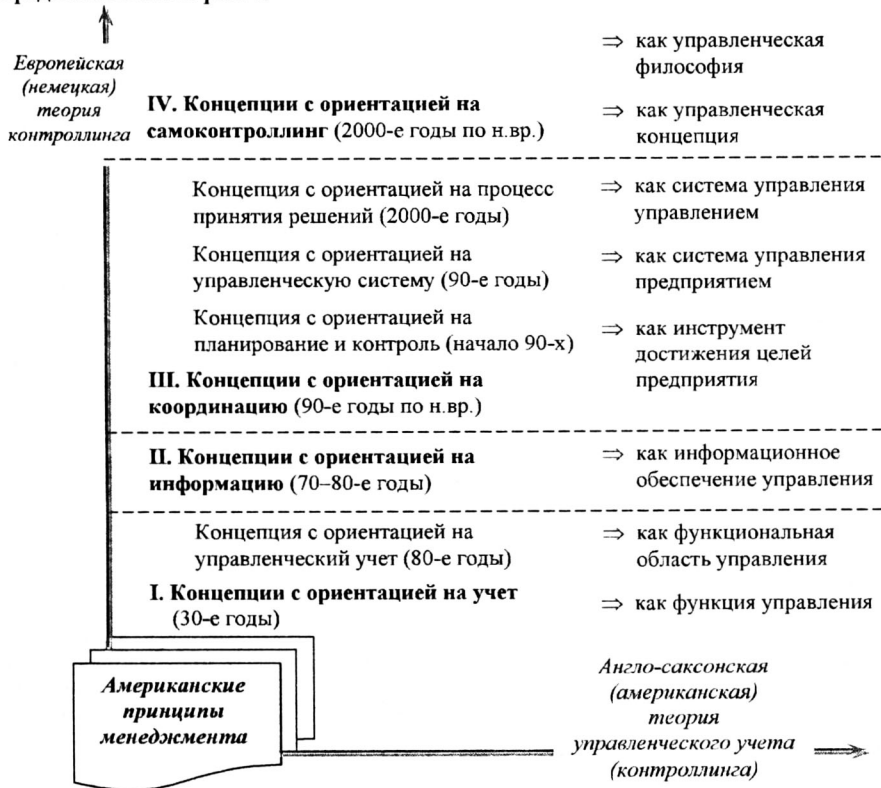 Европейская
(немецкая)
теория
контроллинга
⇒ как управленческая
философия
IV. Концепции с ориентацией на
самоконтроллинг (2000-е годы по н.вр.)
⇒ как управленческая
концепция
Концепция с ориентацией на процесс
принятия решений (2000-е годы)
⇒ как система управления
управлением
Концепция с ориентацией на
управленческую систему (90-е годы)
⇒ как система управления
предприятием
Концепция с ориентацией на
планирование и контроль (начало 90-х)
⇒ как инструмент
достижения целей
предприятия
III. Концепции с ориентацией на
координацию (90-е годы по н.вр.)
II. Концепции с ориентацией на
информацию (70–80-е годы)
⇒ как информационное
обеспечение управления
Концепция с ориентацией на
управленческий учет (80-е годы)
⇒ как функциональная
область управления
I. Концепции с ориентацией на учет
(30-е годы)
⇒ как функция управления
Американские
принципы
менеджмента
Англо-саксонская
(американская)
теория
управленческого учета
(контроллинга)